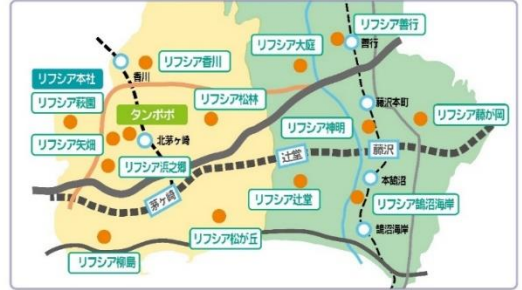 リフシア善行
リフシア大庭
善行
リフシア香川
香川
リフシア本社
リフシア萩園
タンポポ
リフシア松林
藤沢本町
リフシア藤が岡
リフシア矢畑
北茅ヶ崎
リフシア神明
リフシア浜之郷
辻堂
藤沢
本鵠沼
茅ヶ崎
リフシア辻堂
リフシア鵠沼海岸
鵠沼海岸
リフシア松が丘
リフシア柳島